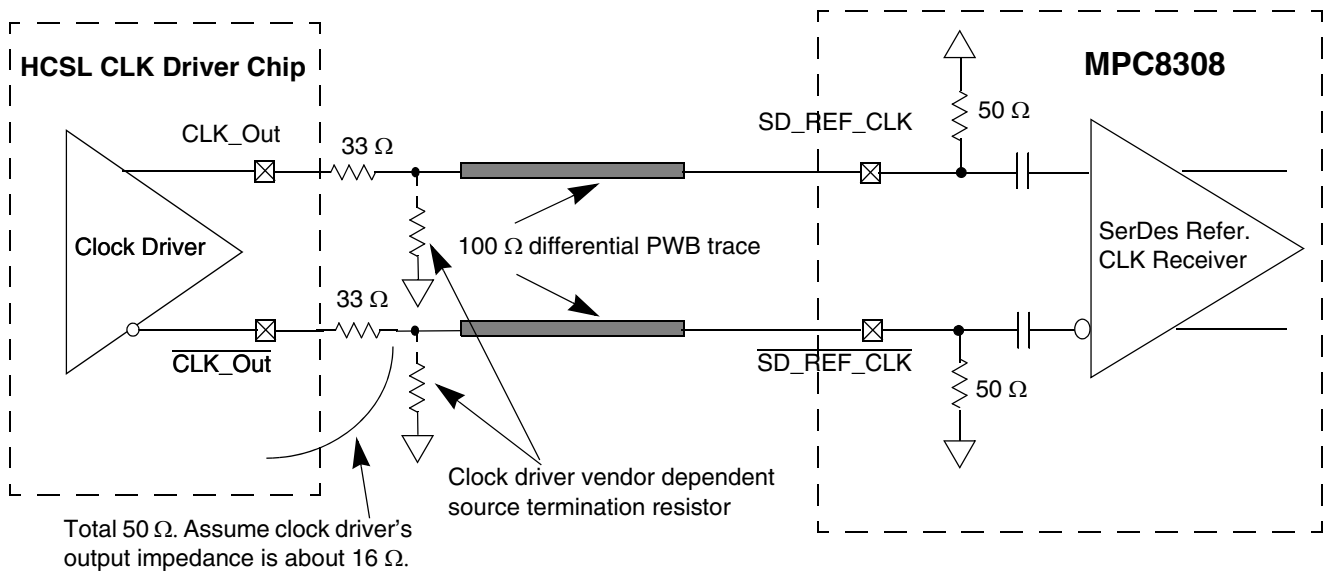 HCSL CLK Driver Chip
MPC8308
CLK_Out
33 Ω
SD_REF_CLK
50 Ω
Clock Driver
100 Ω differential PWB trace
SerDes Refer.
CLK Receiver
33 Ω
CLK_Out
SD_REF_CLK
50 Ω
Clock driver vendor dependent
source termination resistor
Total 50 Ω. Assume clock driver's
output impedance is about 16 Ω.